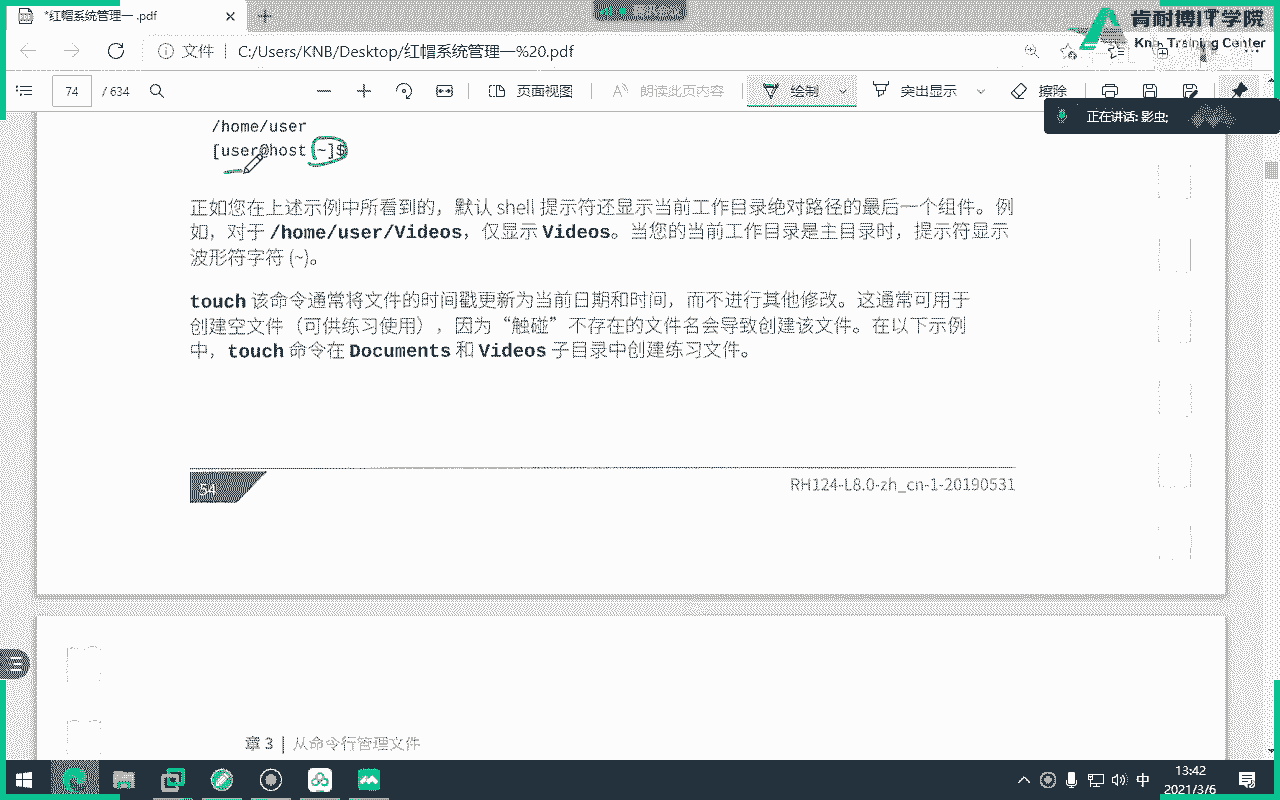 *红帽系统管理一 .pdf
肯耐博IT学院
Knb Training Center
文件 | C:/Users/KNB/Desktop/红帽系统管理一%20.pdf
74 / 634 页面视图 朗读此页内容 绘制 突出显示 擦除
正在讲话: 影虫;
/home/user
[user@host ~]$
正如您在上述示例中所看到的，默认 shell 提示符还显示当前工作目录绝对路径的最后一个组件。例
如，对于 /home/user/Videos，仅显示 Videos。当您的当前工作目录是主目录时，提示符显示
波形符字符 (~)。
touch 该命令通常将文件的时间戳更新为当前日期和时间，而不进行其他修改。这通常可用于
创建空文件（可供练习使用），因为“触碰”不存在的文件名会导致创建该文件。在以下示例
中，touch 命令在 Documents 和 Videos 子目录中创建练习文件。
54
RH124-L8.0-zh_cn-1-20190531
章 3 | 从命令行管理文件
中
13:42
2021/3/6